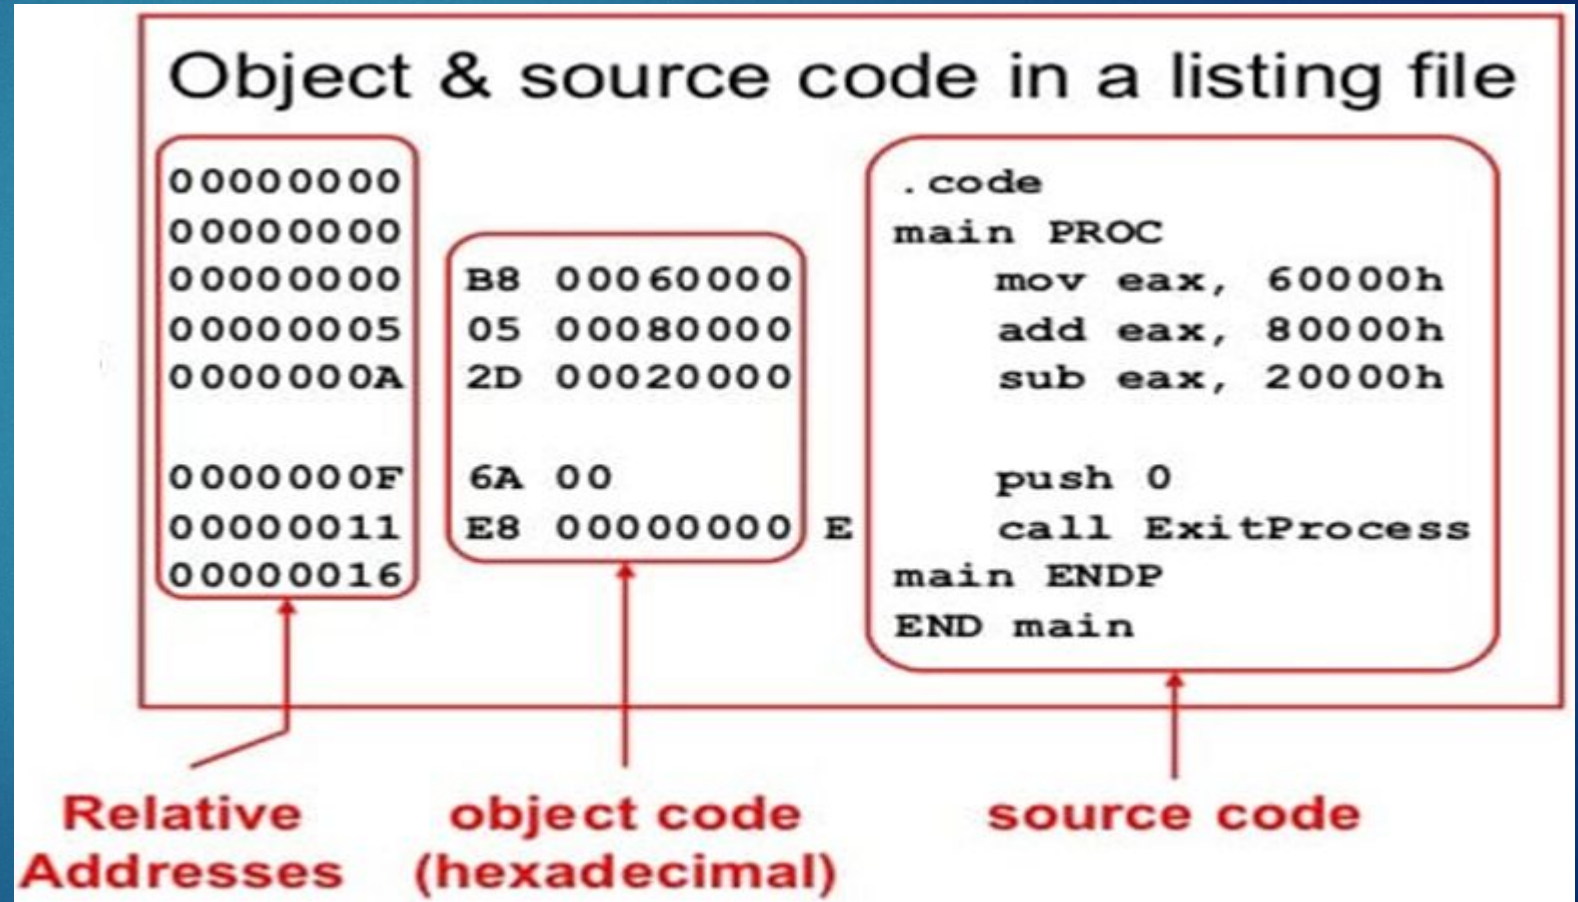 Object & source code in a listing file
00000000 .code
00000000 main PROC
00000000 B8 00060000 mov eax, 60000h
00000005 05 00080000 add eax, 80000h
0000000A 2D 00020000 sub eax, 20000h
0000000F 6A 00 push 0
00000011 E8 00000000 E call ExitProcess
00000016 main ENDP
END main
Relative Addresses
object code (hexadecimal)
source code